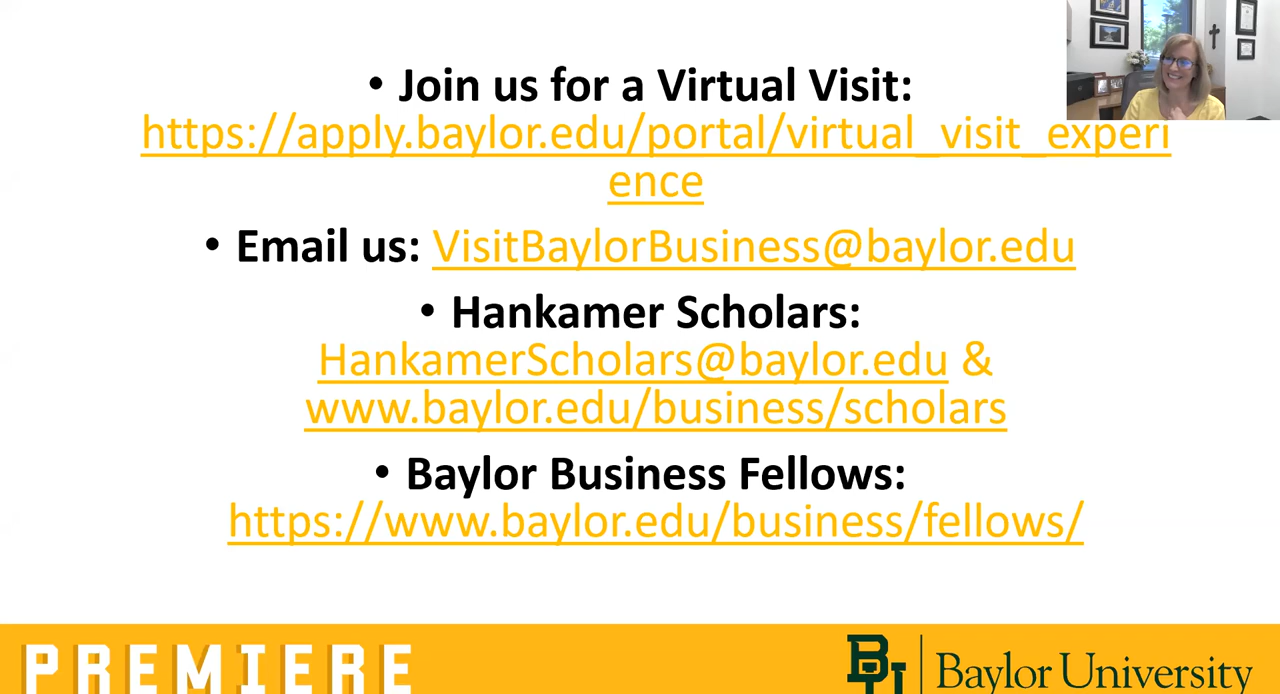 • Join us for a Virtual Visit:
https://apply.baylor.edu/portal/virtual_visit_experi
ence
• Email us: VisitBaylorBusiness@baylor.edu
• Hankamer Scholars:
HankamerScholars@baylor.edu &
www.baylor.edu/business/scholars
• Baylor Business Fellows:
https://www.baylor.edu/business/fellows/
PREMIERE
BU
Baylor University